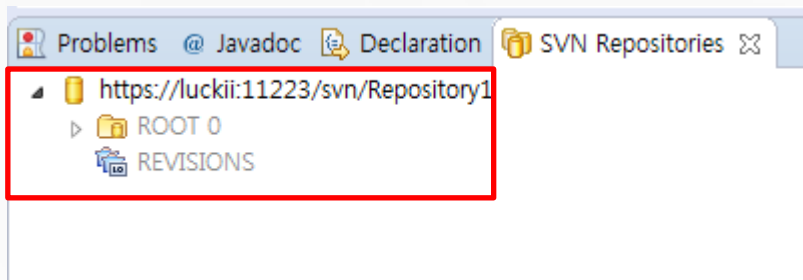 Problems @ Javadoc Declaration SVN Repositories
https://luckii:11223/svn/Repository1
ROOT 0
REVISIONS